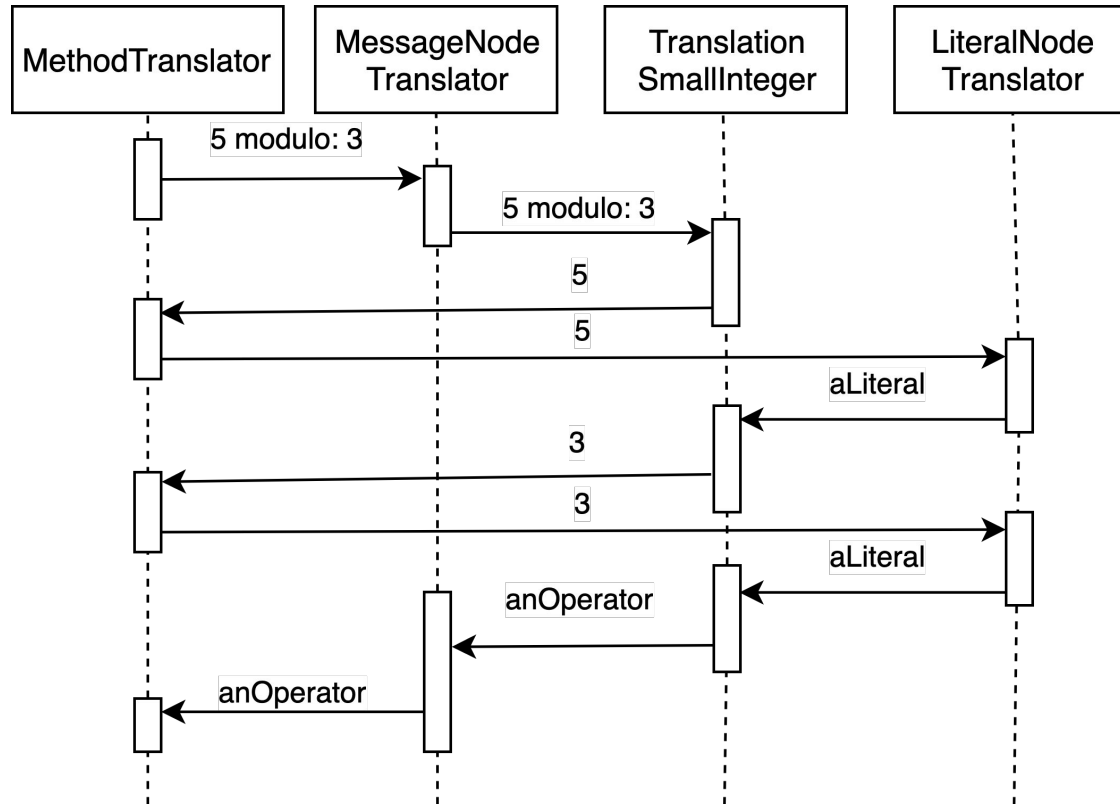 MethodTranslator
MessageNode
Translator
Translation
SmallInteger
LiteralNode
Translator
5 modulo: 3
5 modulo: 3
5
5
aLiteral
3
3
aLiteral
anOperator
anOperator